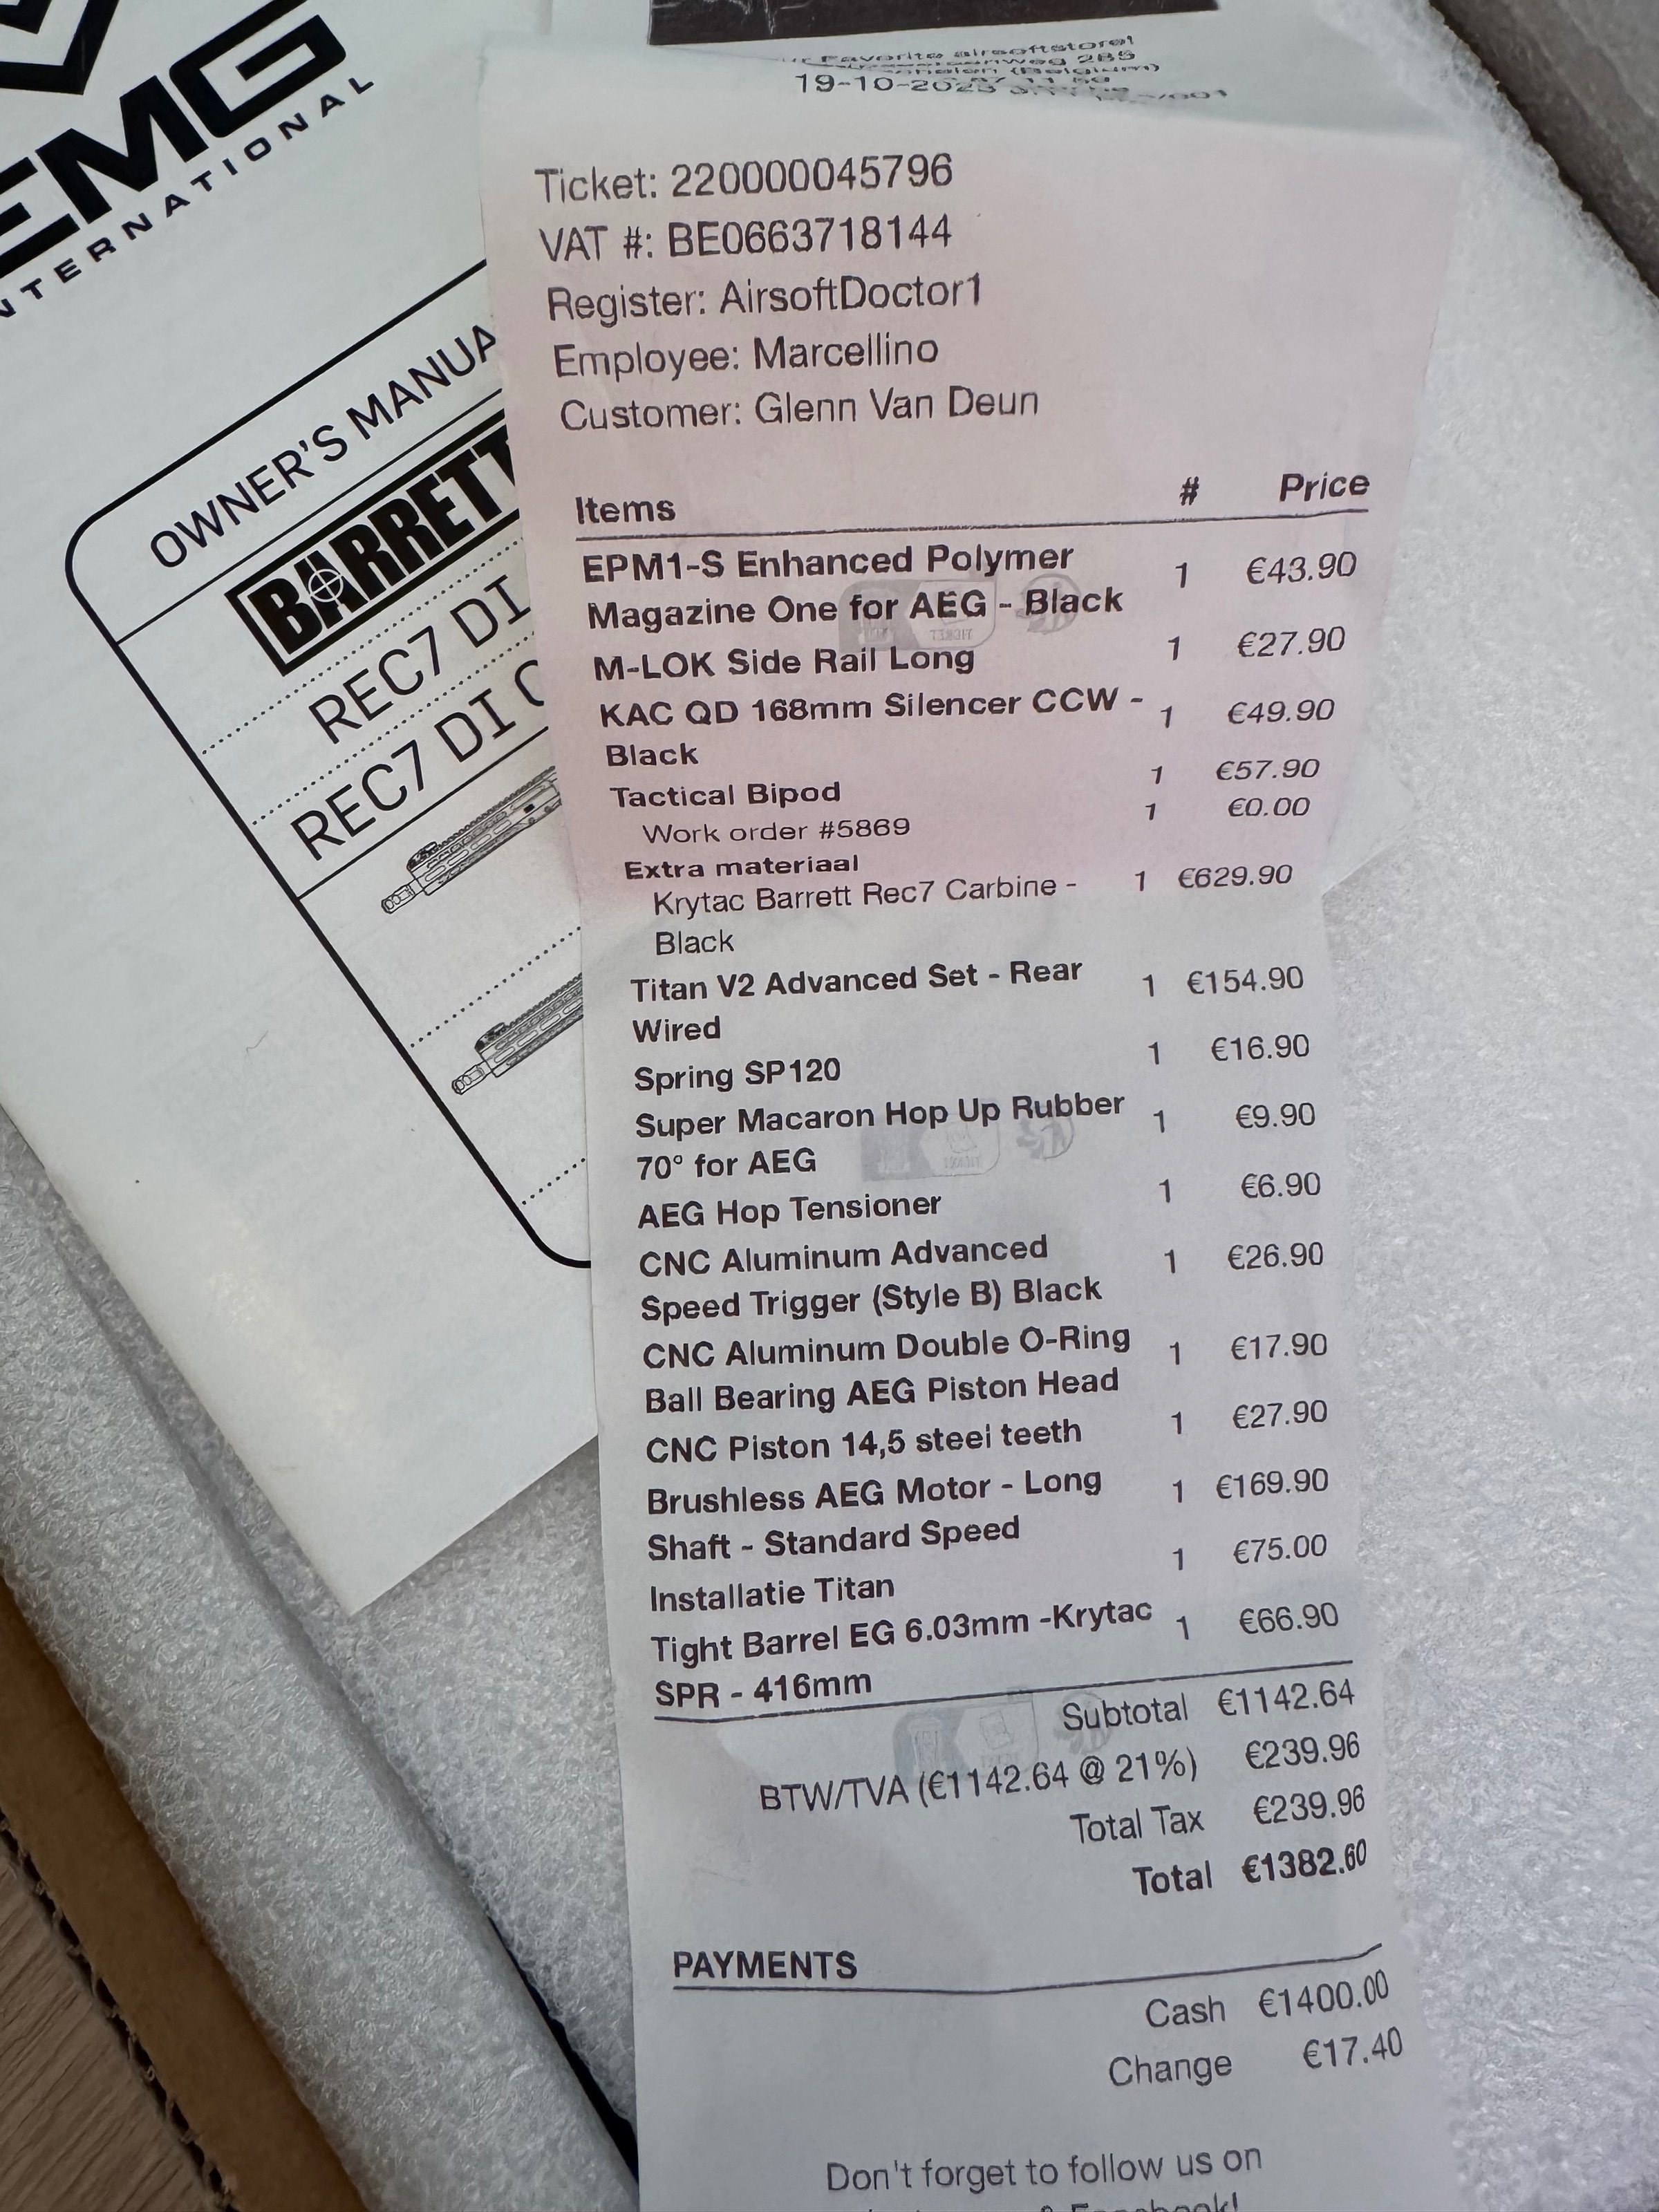 EMG
INTERNATIONAL
OWNER'S MANUA
BARRETT
REC7 DI
REC7 DI C
Favorite airsoftstore!
285
(Belgium)
19-10-2025
Ticket: 220000045796
VAT #: BE0663718144
Register: AirsoftDoctor1
Employee: Marcellino
Customer: Glenn Van Deun
Items # Price
EPM1-S Enhanced Polymer 1 €43.90
Magazine One for AEG - Black
M-LOK Side Rail Long 1 €27.90
KAC QD 168mm Silencer CCW - 1 €49.90
Black
Tactical Bipod 1 €57.90
Work order #5869 1 €0.00
Extra materiaal
Krytac Barrett Rec7 Carbine - 1 €629.90
Black
Titan V2 Advanced Set - Rear 1 €154.90
Wired
Spring SP120 1 €16.90
Super Macaron Hop Up Rubber 1 €9.90
70° for AEG
AEG Hop Tensioner 1 €6.90
CNC Aluminum Advanced 1 €26.90
Speed Trigger (Style B) Black
CNC Aluminum Double O-Ring 1 €17.90
Ball Bearing AEG Piston Head
CNC Piston 14,5 steel teeth 1 €27.90
Brushless AEG Motor - Long 1 €169.90
Shaft - Standard Speed
Installatie Titan 1 €75.00
Tight Barrel EG 6.03mm -Krytac 1 €66.90
SPR - 416mm
Subtotal €1142.64
BTW/TVA (€1142.64 @ 21%) €239.96
Total Tax €239.96
Total €1382.60
PAYMENTS
Cash €1400.00
Change €17.40
Don't forget to follow us on
& Facebook!